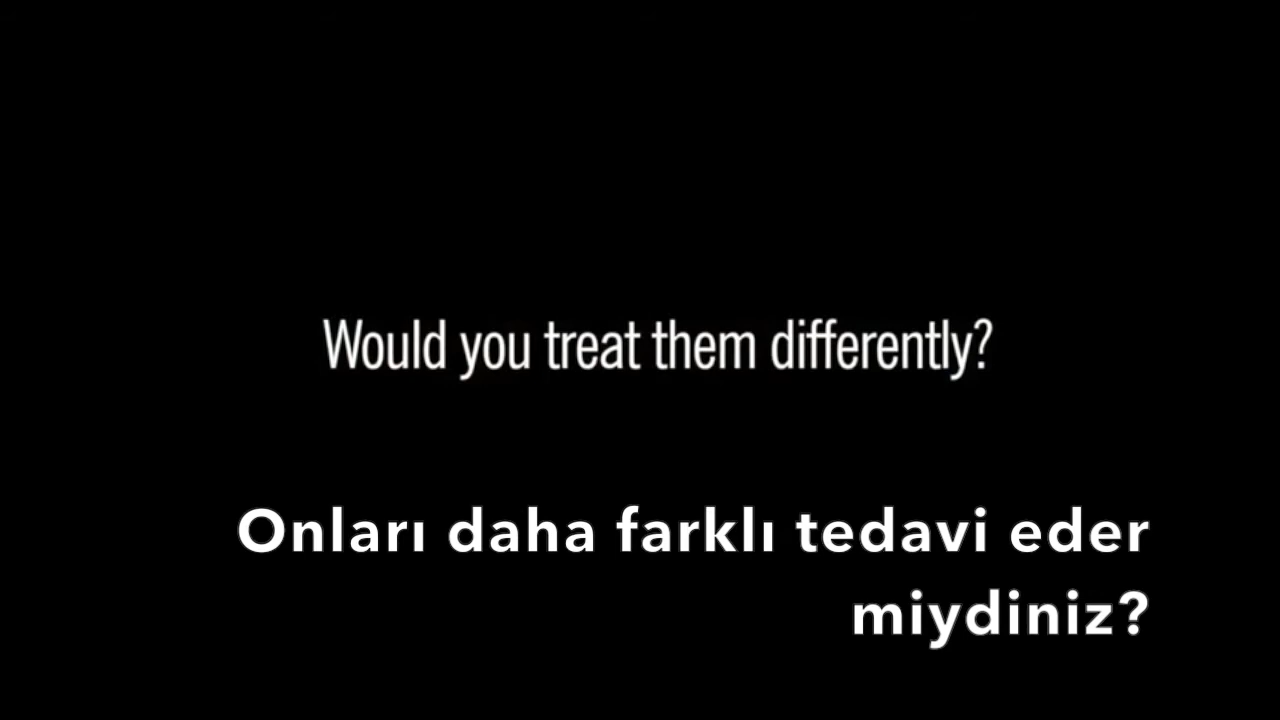 Would you treat them differently?
Onları daha farklı tedavi eder
miydiniz?